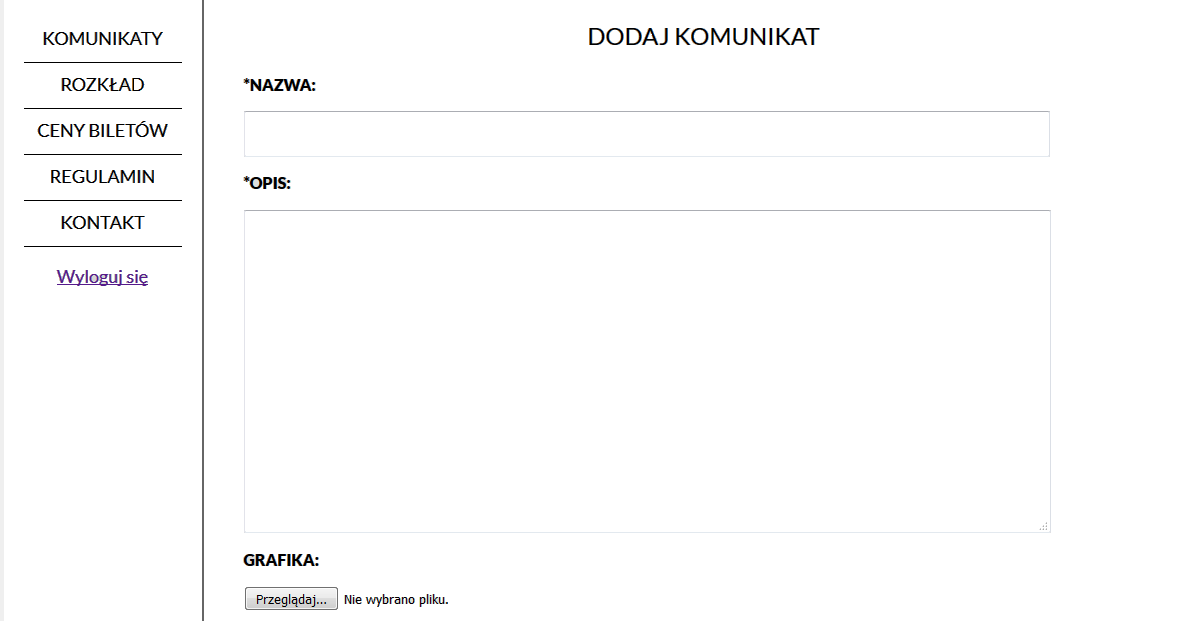 KOMUNIKATY
ROZKŁAD
CENY BILETÓW
REGULAMIN
KONTAKT
Wyloguj się
DODAJ KOMUNIKAT
*NAZWA:
*OPIS:
GRAFIKA:
Przeglądaj... Nie wybrano pliku.